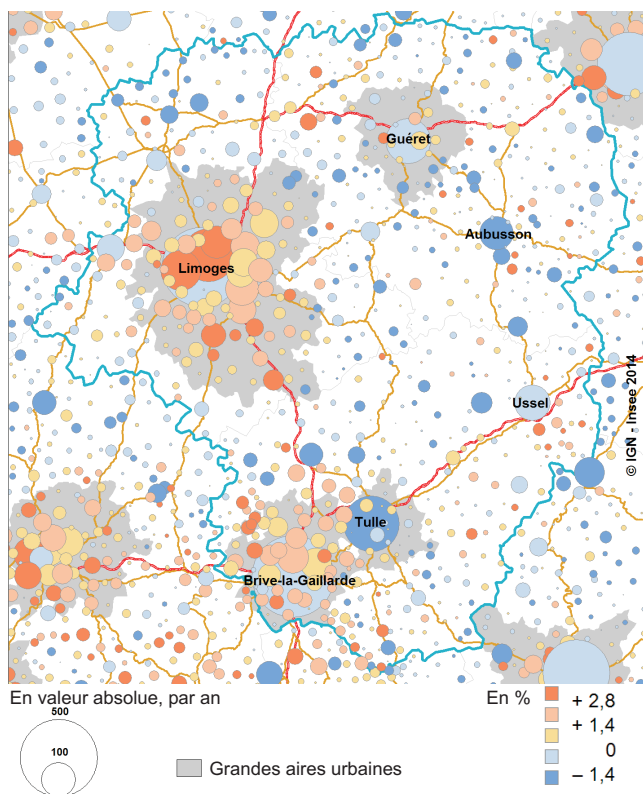 Guéret
Aubusson
Limoges
Ussel
© IGN - Insee 2014
Tulle
Brive-la-Gaillarde
En valeur absolue, par an
500
100
Grandes aires urbaines
En %
+ 2,8
+ 1,4
0
– 1,4